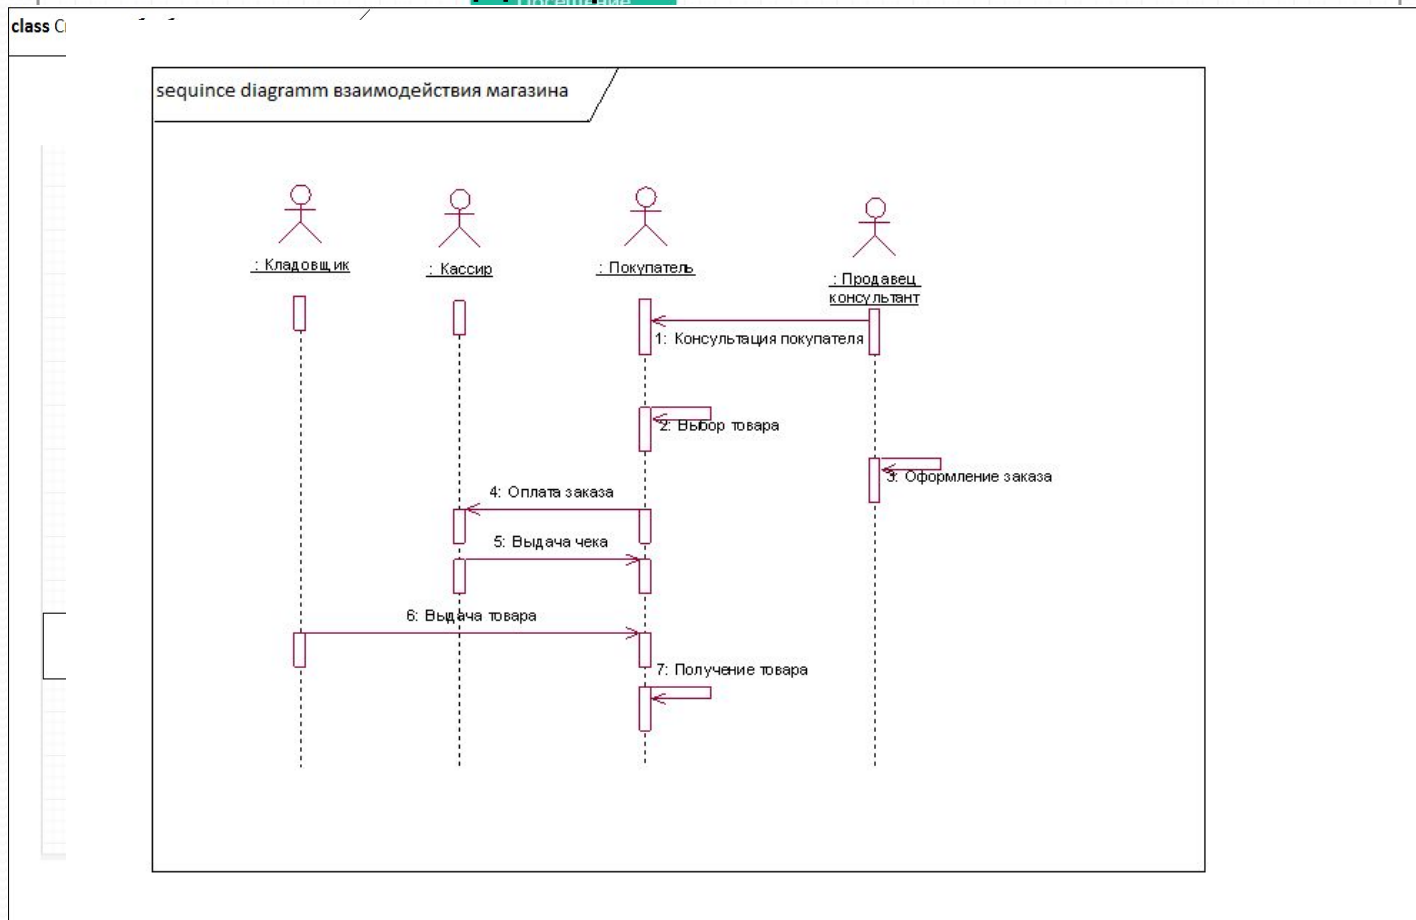 Посещение
class
sequince diagramm взаимодействия магазина
: Кладовщик
: Кассир
: Покупатель
: Продавец
консультант
1: Консультация покупателя
2: Выбор товара
3: Оформление заказа
4: Оплата заказа
5: Выдача чека
6: Выдача товара
7: Получение товара